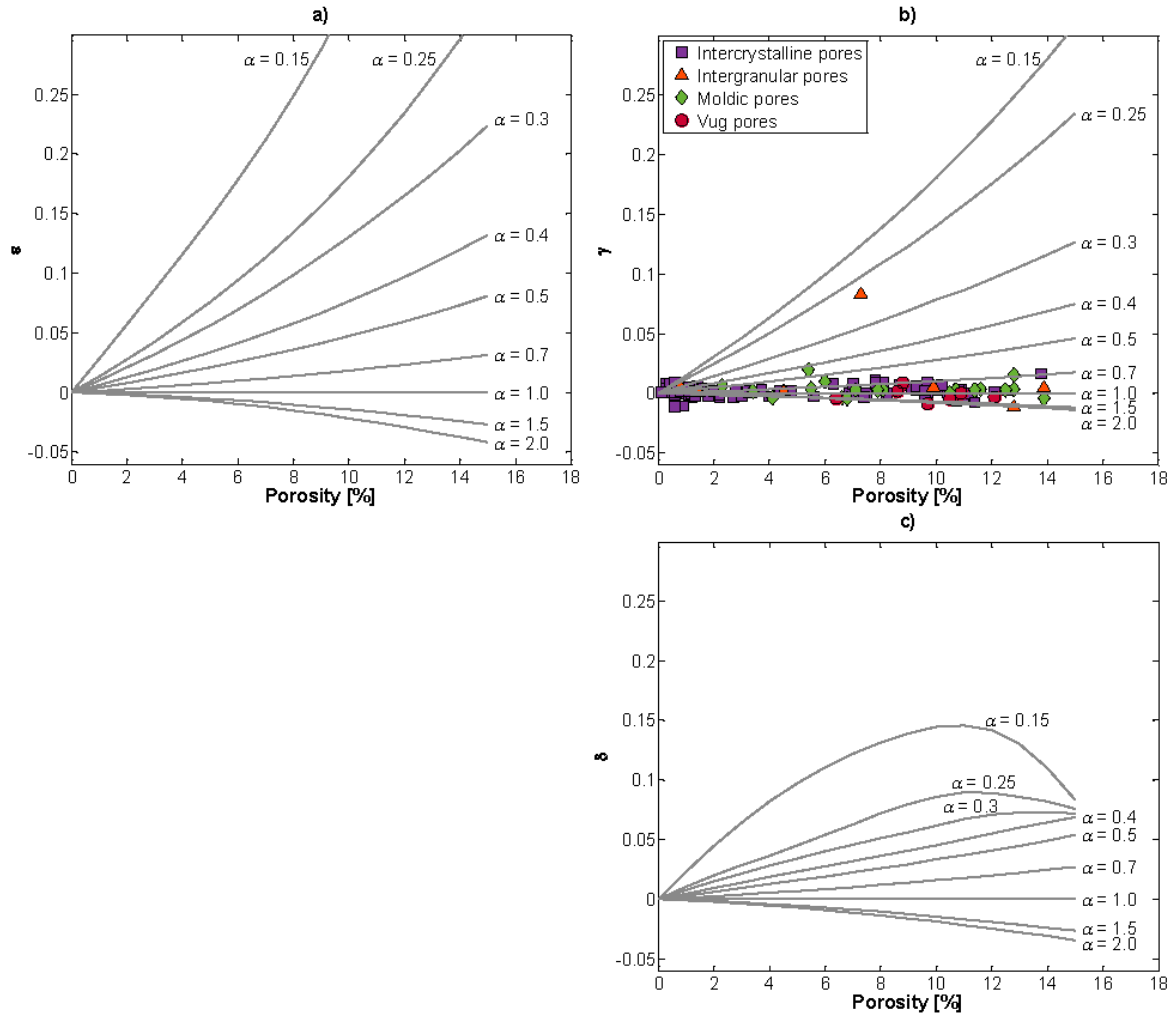 a)
0.25
0.2
0.15
0.1
0.05
0
-0.05
ε
α = 0.15
α = 0.25
α = 0.3
α = 0.4
α = 0.5
α = 0.7
α = 1.0
α = 1.5
α = 2.0
0 2 4 6 8 10 12 14 16 18
Porosity [%]
b)
Intercrystalline pores
Intergranular pores
Moldic pores
Vug pores
0.25
0.2
0.15
0.1
0.05
0
-0.05
γ
α = 0.15
α = 0.25
α = 0.3
α = 0.4
α = 0.5
α = 0.7
α = 1.0
α = 1.5
α = 2.0
0 2 4 6 8 10 12 14 16 18
Porosity [%]
c)
0.25
0.2
0.15
0.1
0.05
0
-0.05
δ
α = 0.15
α = 0.25
α = 0.3
α = 0.4
α = 0.5
α = 0.7
α = 1.0
α = 1.5
α = 2.0
0 2 4 6 8 10 12 14 16 18
Porosity [%]